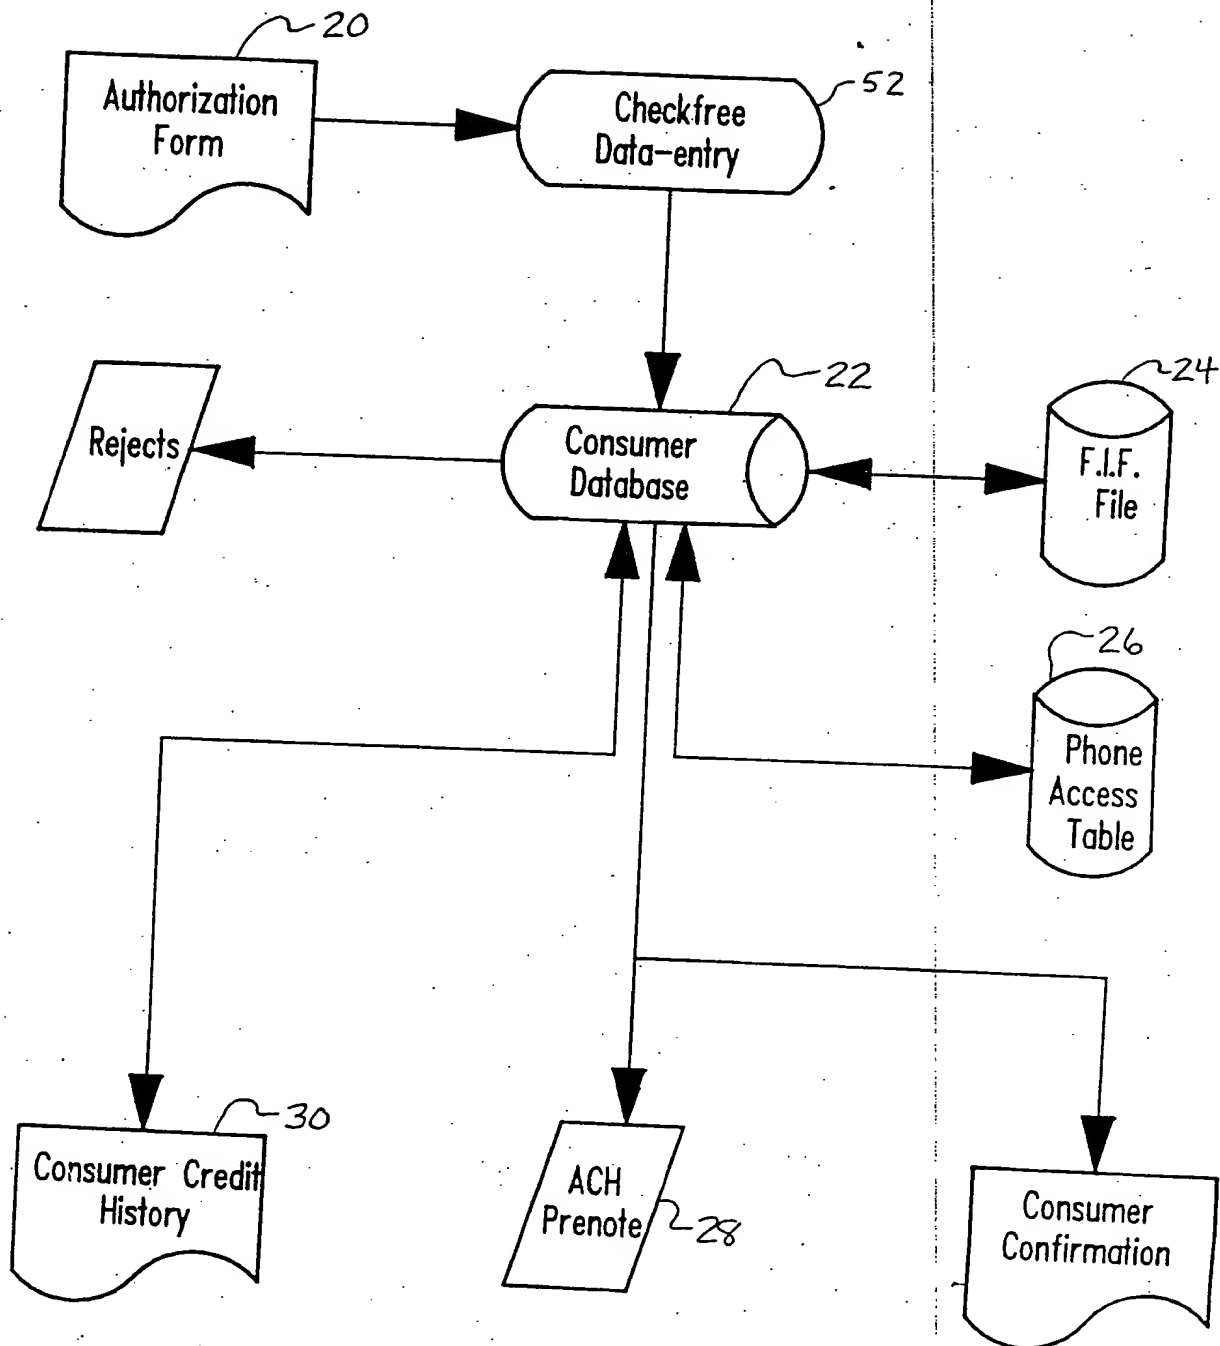 20
Authorization
Form
Checkfree
Data-entry
52
Rejects
Consumer
Database
22
24
F.I.F.
File
26
Phone
Access
Table
30
Consumer Credit
History
ACH
Prenote
28
Consumer
Confirmation